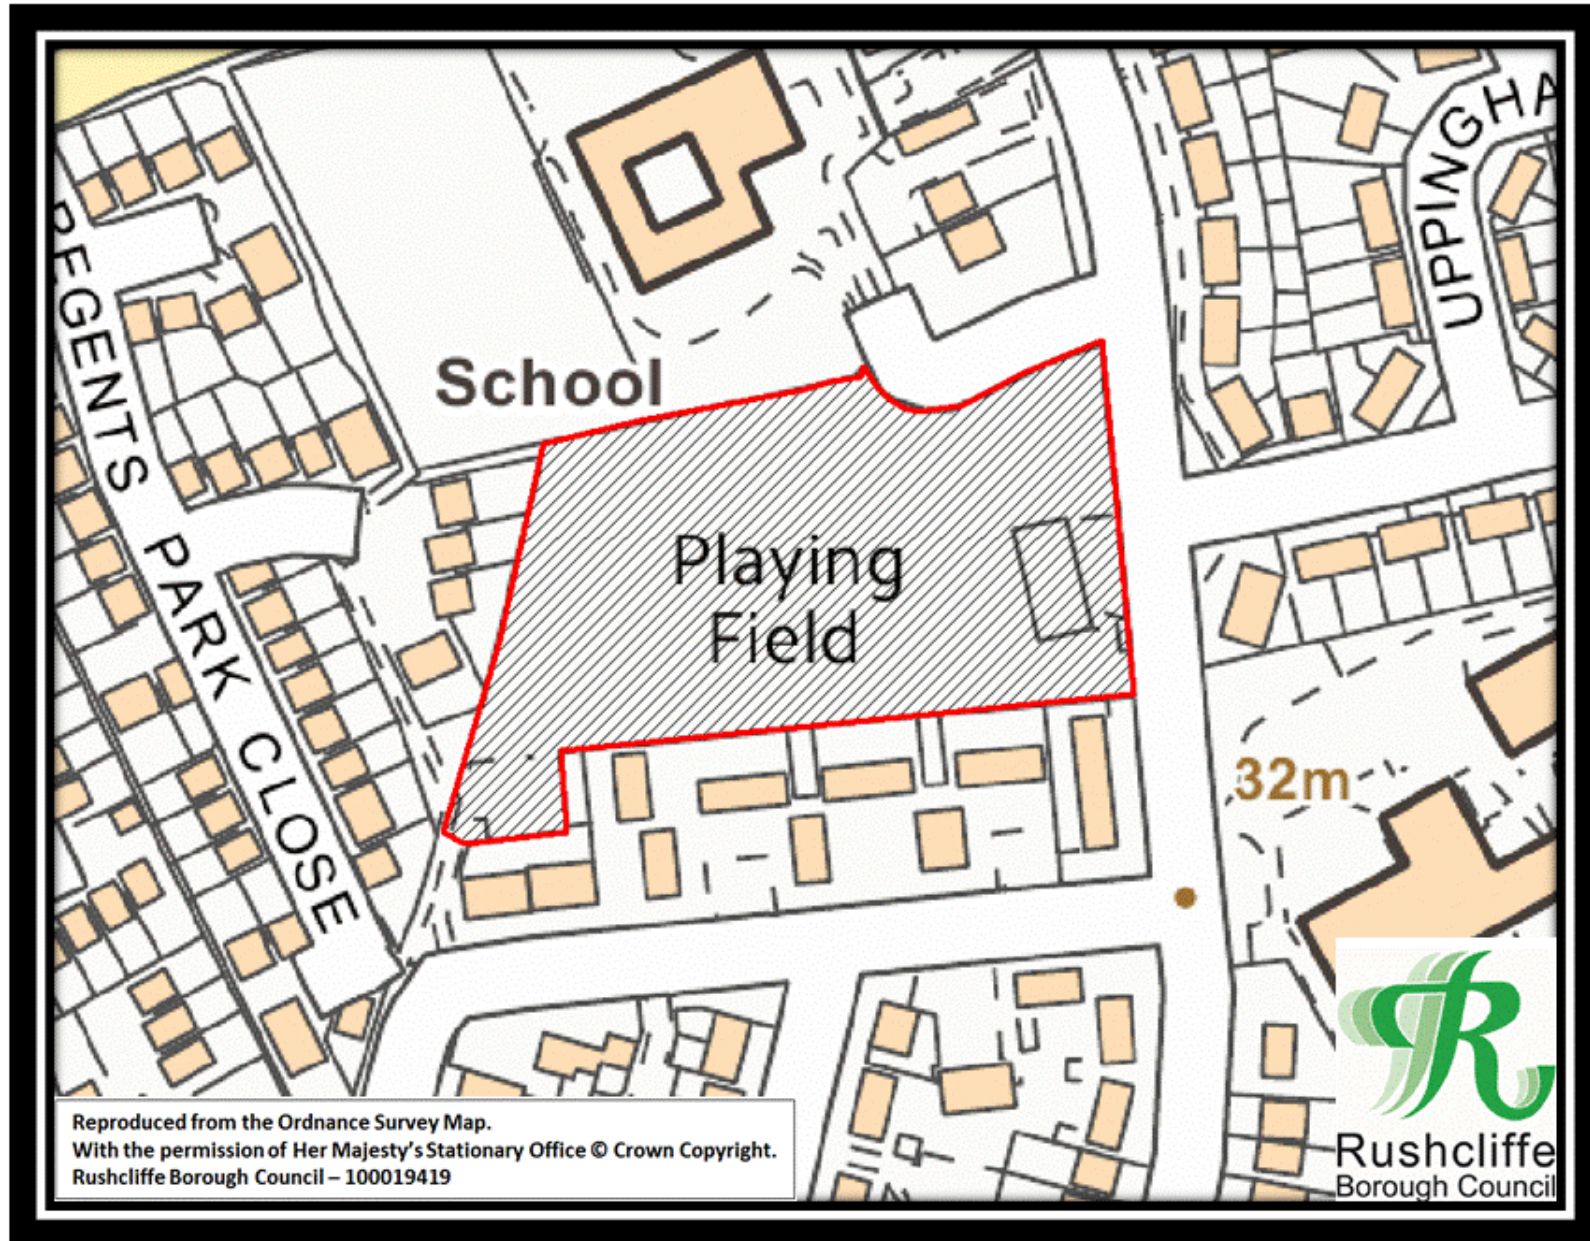 REGENTS PARK CLOSE
UPPINGHA
School
Playing
Field
32m
Reproduced from the Ordnance Survey Map.
With the permission of Her Majesty's Stationary Office © Crown Copyright.
Rushcliffe Borough Council – 100019419
R
Rushcliffe
Borough Council